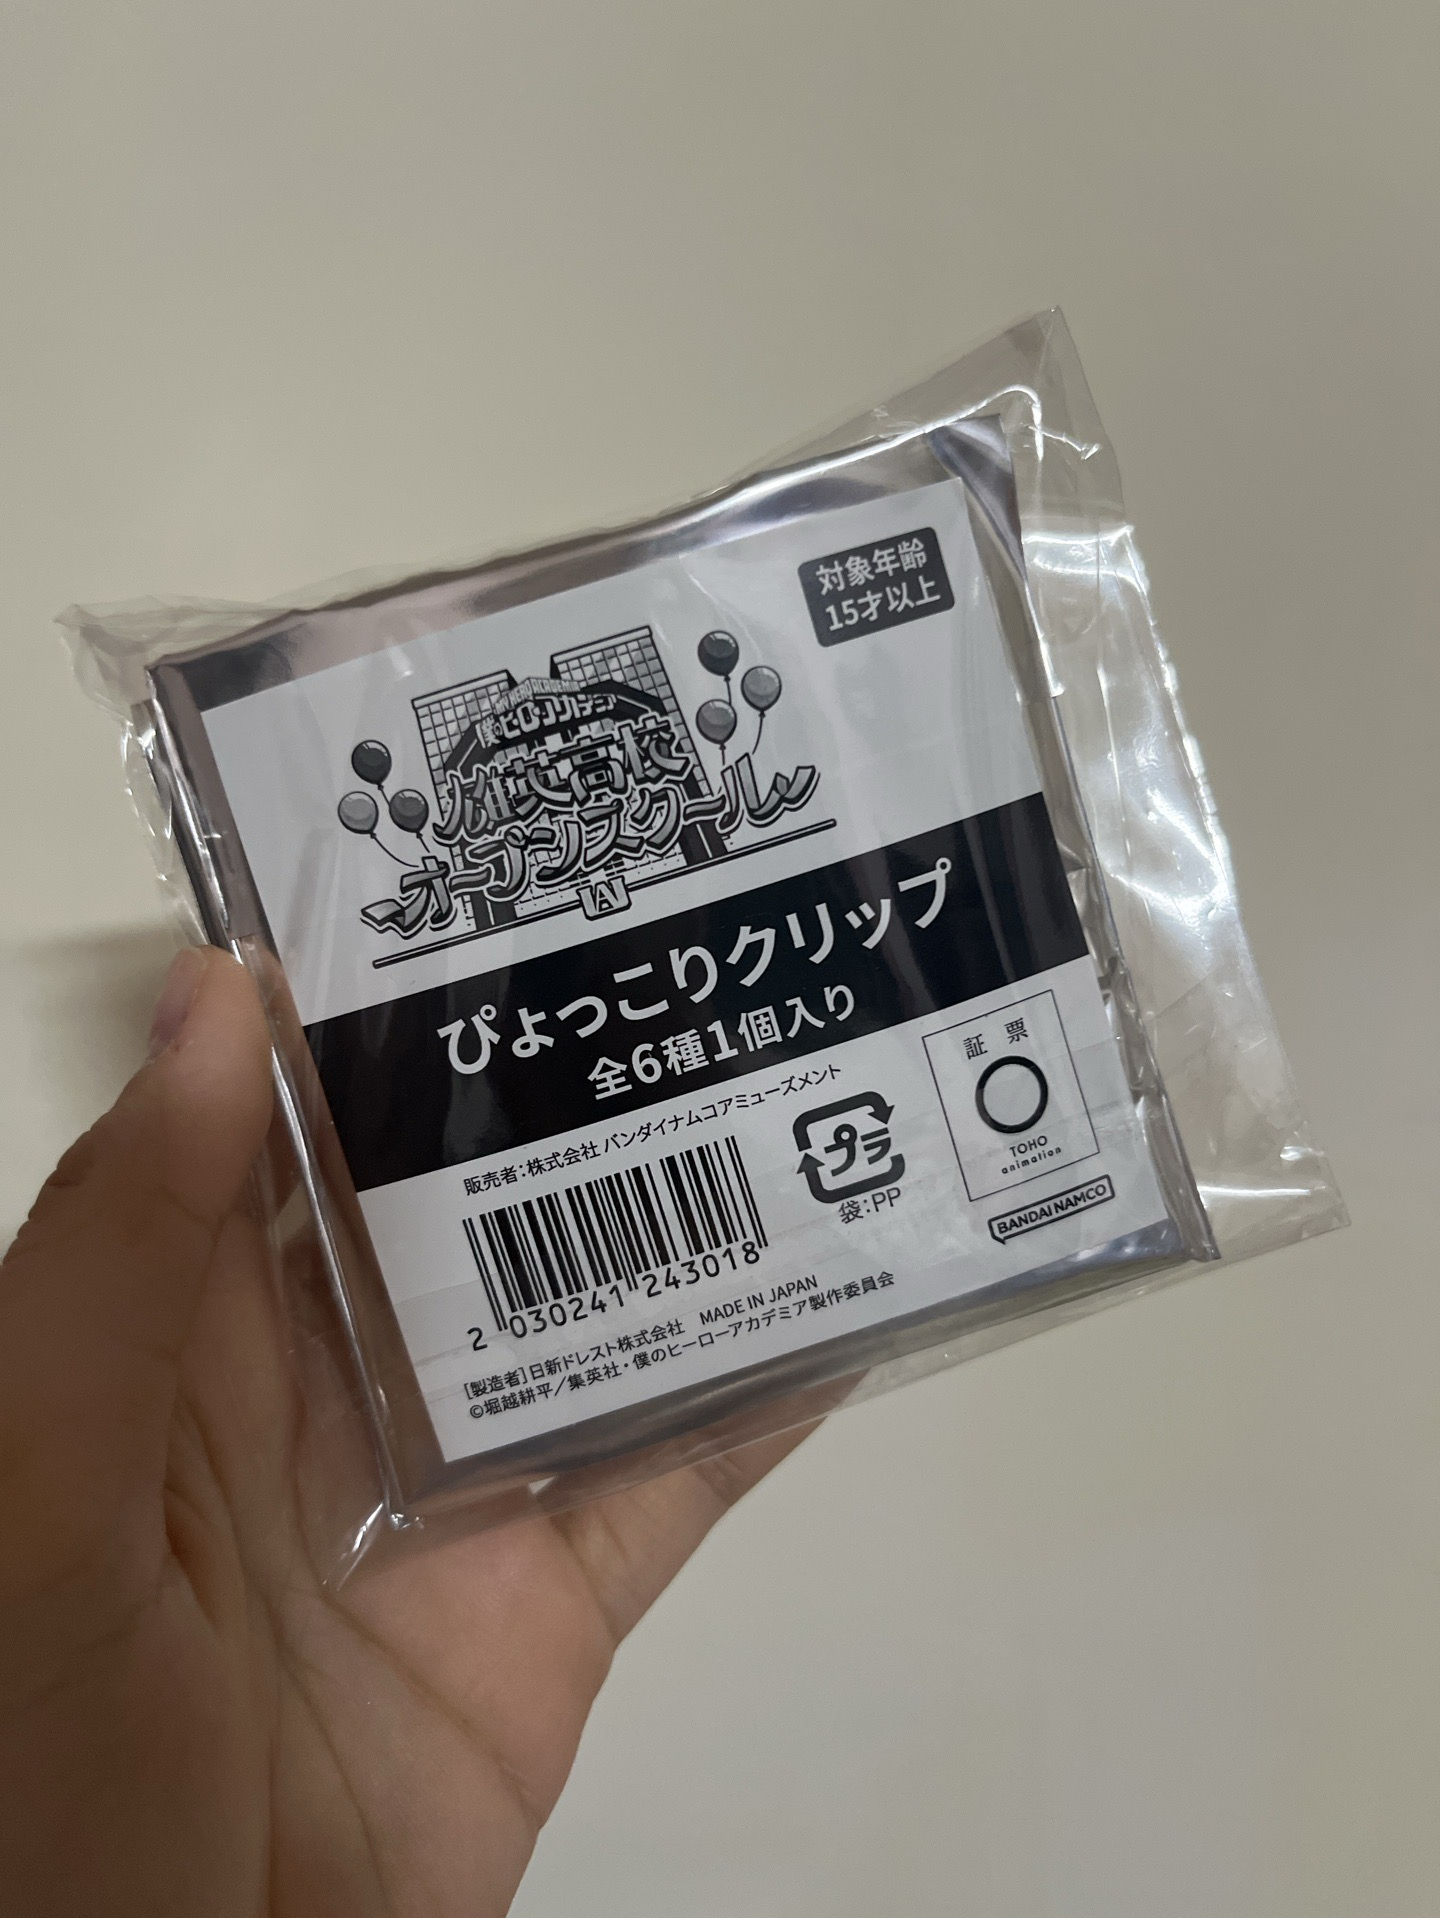 対象年齢
15才以上
MY HERO ACADEMIA
僕のヒーローアカデミア
雄英高校
オープンスクール
UA
ぴょっこりクリップ
全6種1個入り
販売者：株式会社 バンダイナムコアミューズメント
2 030241 243018
プラ
袋：PP
証 票
TOHO
animation
BANDAI NAMCO
[製造者]日新ドレスト株式会社 MADE IN JAPAN
©堀越耕平／集英社・僕のヒーローアカデミア製作委員会